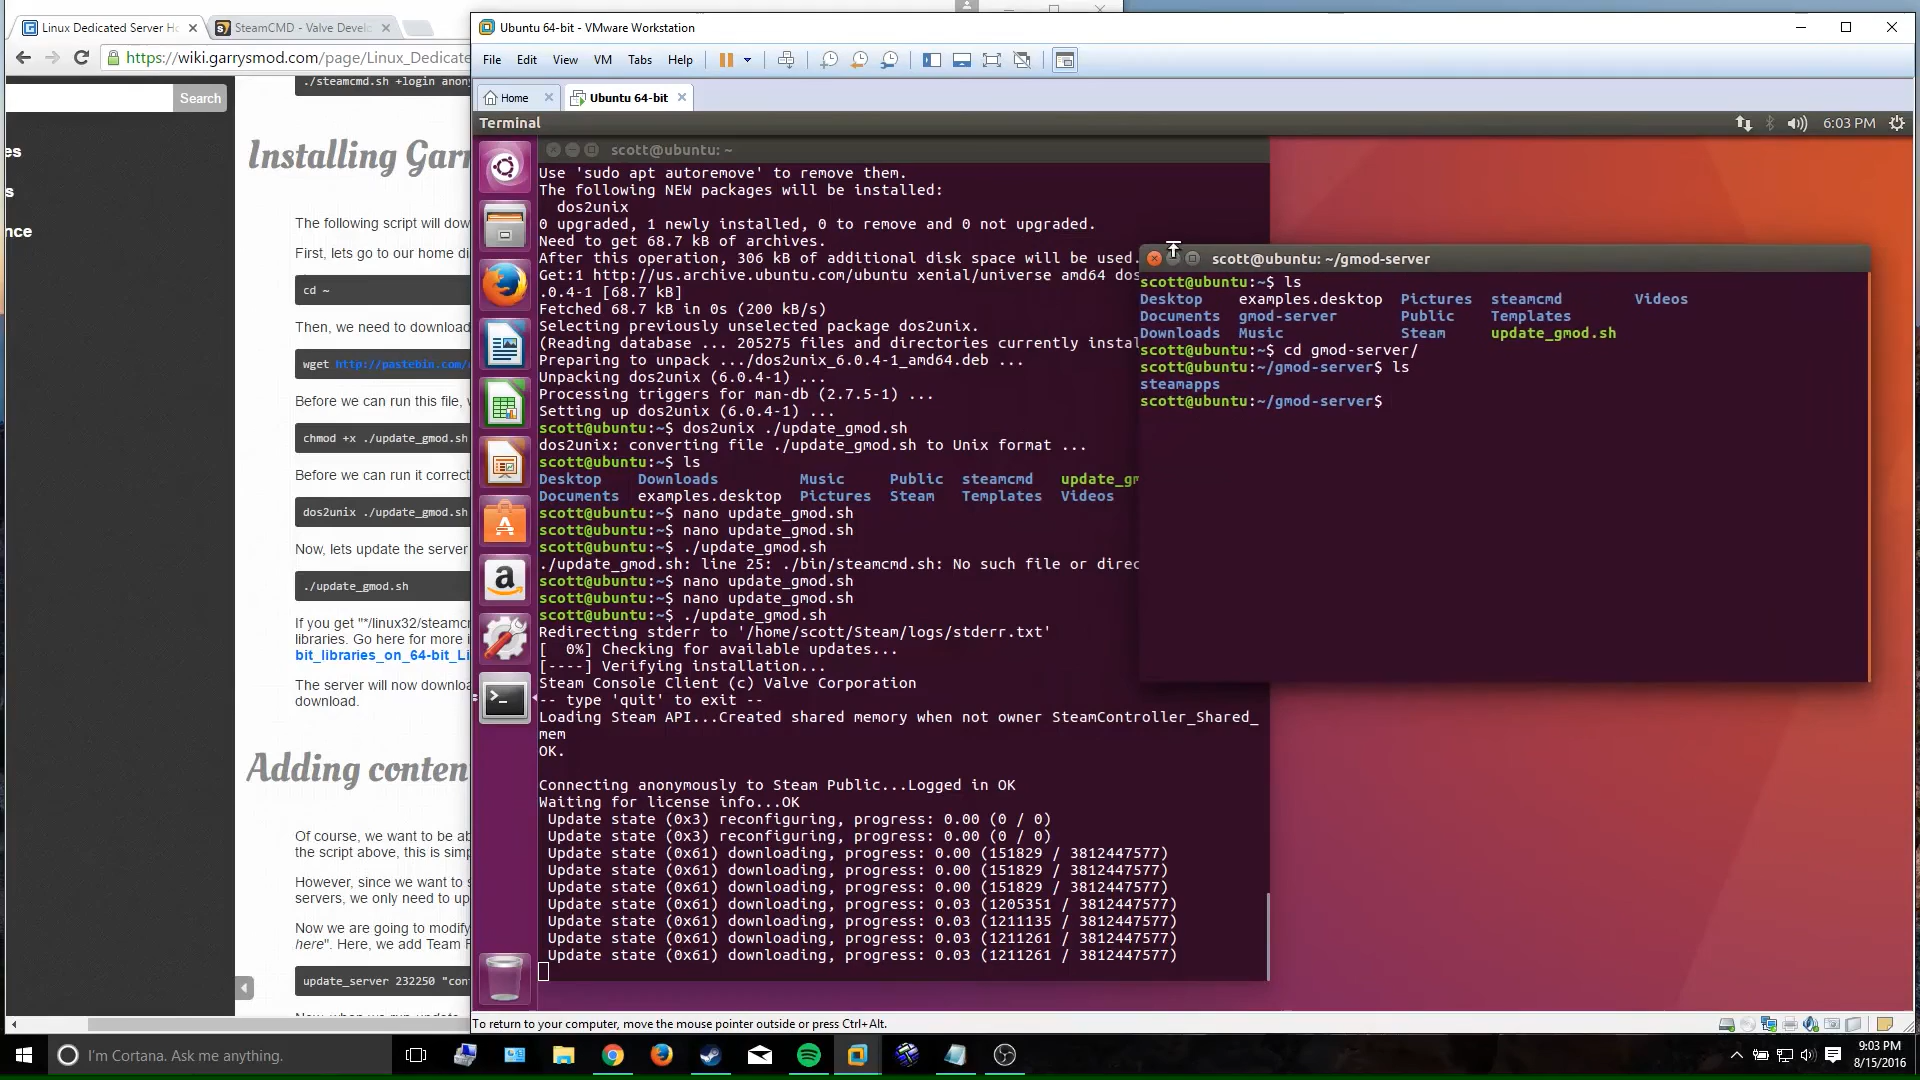 Linux Dedicated Server Ho
SteamCMD - Valve Develo
https://wiki.garrysmod.com/page/Linux_Dedicate
./steamcmd.sh +login anony
Search
es
s
nce
Installing Garr
The following script will dow
First, lets go to our home di
cd ~
Then, we need to download
wget http://pastebin.com/
Before we can run this file, v
chmod +x ./update_gmod.sh
Before we can run it correct
dos2unix ./update_gmod.sh
Now, lets update the server
./update_gmod.sh
If you get "*/linux32/steamcr
libraries. Go here for more i
bit_libraries_on_64-bit_Li
The server will now downloa
download.
Adding conten
Of course, we want to be ab
the script above, this is simp
However, since we want to s
servers, we only need to up
Now we are going to modify
here". Here, we add Team F
update_server 232250 "con
Ubuntu 64-bit - VMware Workstation
File Edit View VM Tabs Help
Home
Ubuntu 64-bit
Terminal
6:03 PM
scott@ubuntu: ~
Use 'sudo apt autoremove' to remove them.
The following NEW packages will be installed:
dos2unix
0 upgraded, 1 newly installed, 0 to remove and 0 not upgraded.
Need to get 68.7 kB of archives.
After this operation, 306 kB of additional disk space will be used.
Get:1 http://us.archive.ubuntu.com/ubuntu xenial/universe amd64 dos
.0.4-1 [68.7 kB]
Fetched 68.7 kB in 0s (200 kB/s)
Selecting previously unselected package dos2unix.
(Reading database ... 205275 files and directories currently instal
Preparing to unpack .../dos2unix_6.0.4-1_amd64.deb ...
Unpacking dos2unix (6.0.4-1) ...
Processing triggers for man-db (2.7.5-1) ...
Setting up dos2unix (6.0.4-1) ...
scott@ubuntu:~$ dos2unix ./update_gmod.sh
dos2unix: converting file ./update_gmod.sh to Unix format ...
scott@ubuntu:~$ ls
Desktop Downloads Music Public steamcmd update_gm
Documents examples.desktop Pictures Steam Templates Videos
scott@ubuntu:~$ nano update_gmod.sh
scott@ubuntu:~$ nano update_gmod.sh
scott@ubuntu:~$ ./update_gmod.sh
./update_gmod.sh: line 25: ./bin/steamcmd.sh: No such file or direc
scott@ubuntu:~$ nano update_gmod.sh
scott@ubuntu:~$ nano update_gmod.sh
scott@ubuntu:~$ ./update_gmod.sh
Redirecting stderr to '/home/scott/Steam/logs/stderr.txt'
[  0%] Checking for available updates...
[----] Verifying installation...
Steam Console Client (c) Valve Corporation
-- type 'quit' to exit --
Loading Steam API...Created shared memory when not owner SteamController_Shared_
mem
OK.
Connecting anonymously to Steam Public...Logged in OK
Waiting for license info...OK
Update state (0x3) reconfiguring, progress: 0.00 (0 / 0)
Update state (0x3) reconfiguring, progress: 0.00 (0 / 0)
Update state (0x61) downloading, progress: 0.00 (151829 / 3812447577)
Update state (0x61) downloading, progress: 0.00 (151829 / 3812447577)
Update state (0x61) downloading, progress: 0.00 (151829 / 3812447577)
Update state (0x61) downloading, progress: 0.03 (1205351 / 3812447577)
Update state (0x61) downloading, progress: 0.03 (1211135 / 3812447577)
Update state (0x61) downloading, progress: 0.03 (1211261 / 3812447577)
Update state (0x61) downloading, progress: 0.03 (1211261 / 3812447577)
scott@ubuntu: ~/gmod-server
scott@ubuntu:~$ ls
Desktop examples.desktop Pictures steamcmd Videos
Documents gmod-server Public Templates
Downloads Music Steam update_gmod.sh
scott@ubuntu:~$ cd gmod-server/
scott@ubuntu:~/gmod-server$ ls
steamapps
scott@ubuntu:~/gmod-server$
To return to your computer, move the mouse pointer outside or press Ctrl+Alt.
I'm Cortana. Ask me anything.
9:03 PM
8/15/2016